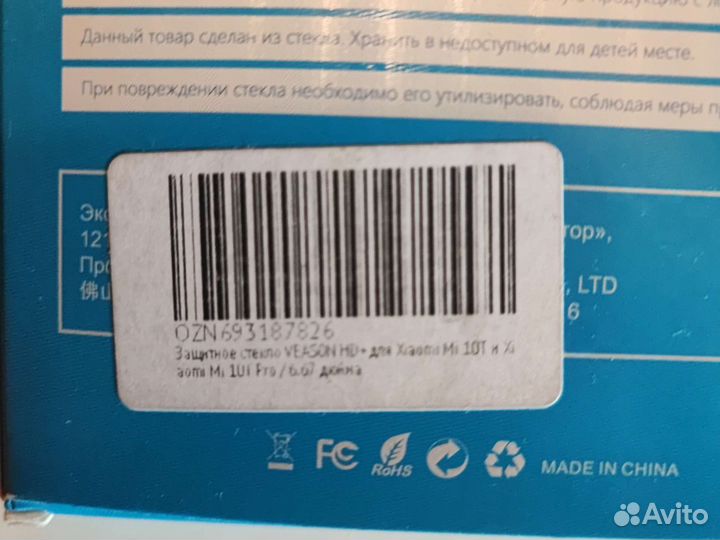 продукцию с
Данный товар сделан из стекла. Хранить в недоступном для детей месте.
При повреждении стекла необходимо его утилизировать, соблюдая меры
Экс
121
тор»,
Про
佛山
, LTD
6
OZN693187826
Защитное стекло VEASON HD+ для Xiaomi Mi 10T и Xi
aomi Mi 10T Pro / 6.67 дюйма
FC
RoHS
MADE IN CHINA
Avito